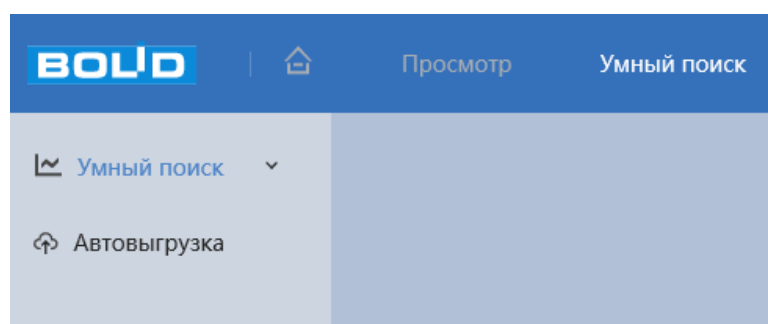 BOLID
Просмотр
Умный поиск
Умный поиск
Автовыгрузка